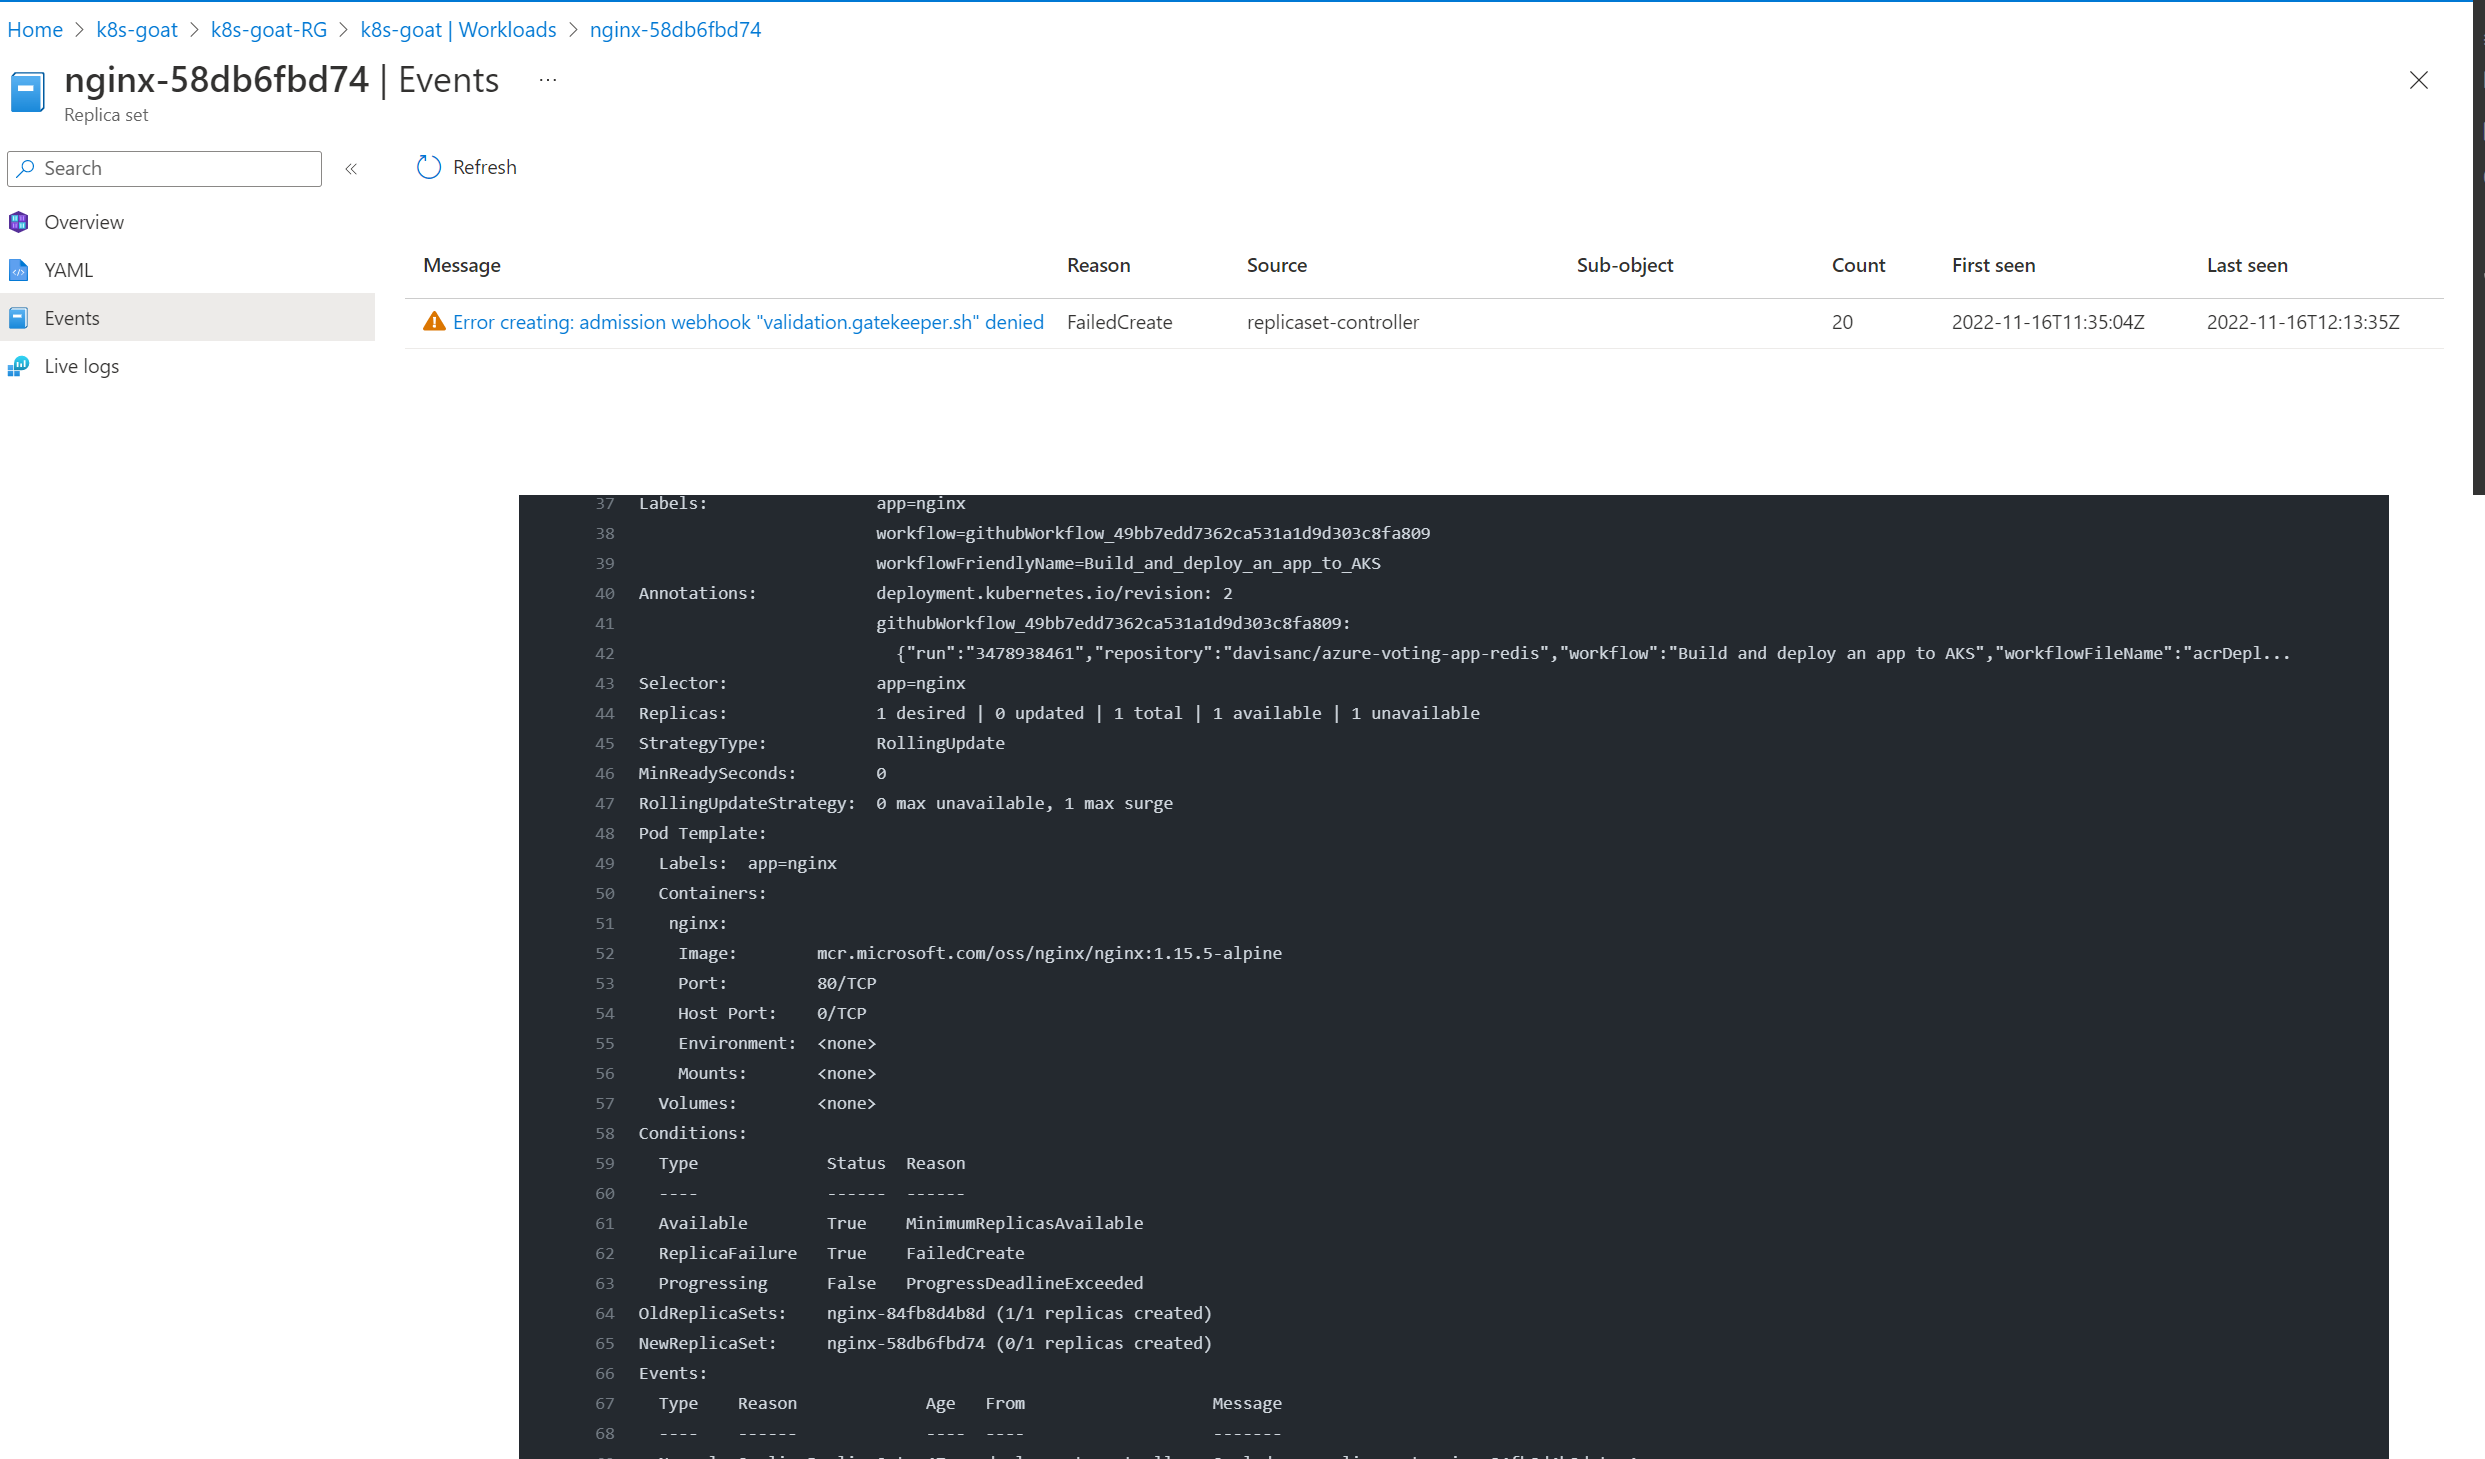 Home > k8s-goat > k8s-goat-RG > k8s-goat | Workloads > nginx-58db6fbd74
nginx-58db6fbd74 | Events ...
Replica set
Search «
Refresh
Overview
YAML
Events
Live logs
Message Reason Source Sub-object Count First seen Last seen
Error creating: admission webhook "validation.gatekeeper.sh" denied FailedCreate replicaset-controller 20 2022-11-16T11:35:04Z 2022-11-16T12:13:35Z
37 Labels: app=nginx
38 workflow=githubWorkflow_49bb7edd7362ca531a1d9d303c8fa809
39 workflowFriendlyName=Build_and_deploy_an_app_to_AKS
40 Annotations: deployment.kubernetes.io/revision: 2
41 githubWorkflow_49bb7edd7362ca531a1d9d303c8fa809:
42 {"run":"3478938461","repository":"davisanc/azure-voting-app-redis","workflow":"Build and deploy an app to AKS","workflowFileName":"acrDepl...
43 Selector: app=nginx
44 Replicas: 1 desired | 0 updated | 1 total | 1 available | 1 unavailable
45 StrategyType: RollingUpdate
46 MinReadySeconds: 0
47 RollingUpdateStrategy: 0 max unavailable, 1 max surge
48 Pod Template:
49 Labels: app=nginx
50 Containers:
51 nginx:
52 Image: mcr.microsoft.com/oss/nginx/nginx:1.15.5-alpine
53 Port: 80/TCP
54 Host Port: 0/TCP
55 Environment: <none>
56 Mounts: <none>
57 Volumes: <none>
58 Conditions:
59 Type Status Reason
60 ---- ------ ------
61 Available True MinimumReplicasAvailable
62 ReplicaFailure True FailedCreate
63 Progressing False ProgressDeadlineExceeded
64 OldReplicaSets: nginx-84fb8d4b8d (1/1 replicas created)
65 NewReplicaSet: nginx-58db6fbd74 (0/1 replicas created)
66 Events:
67 Type Reason Age From Message
68 ---- ------ ---- ---- -------